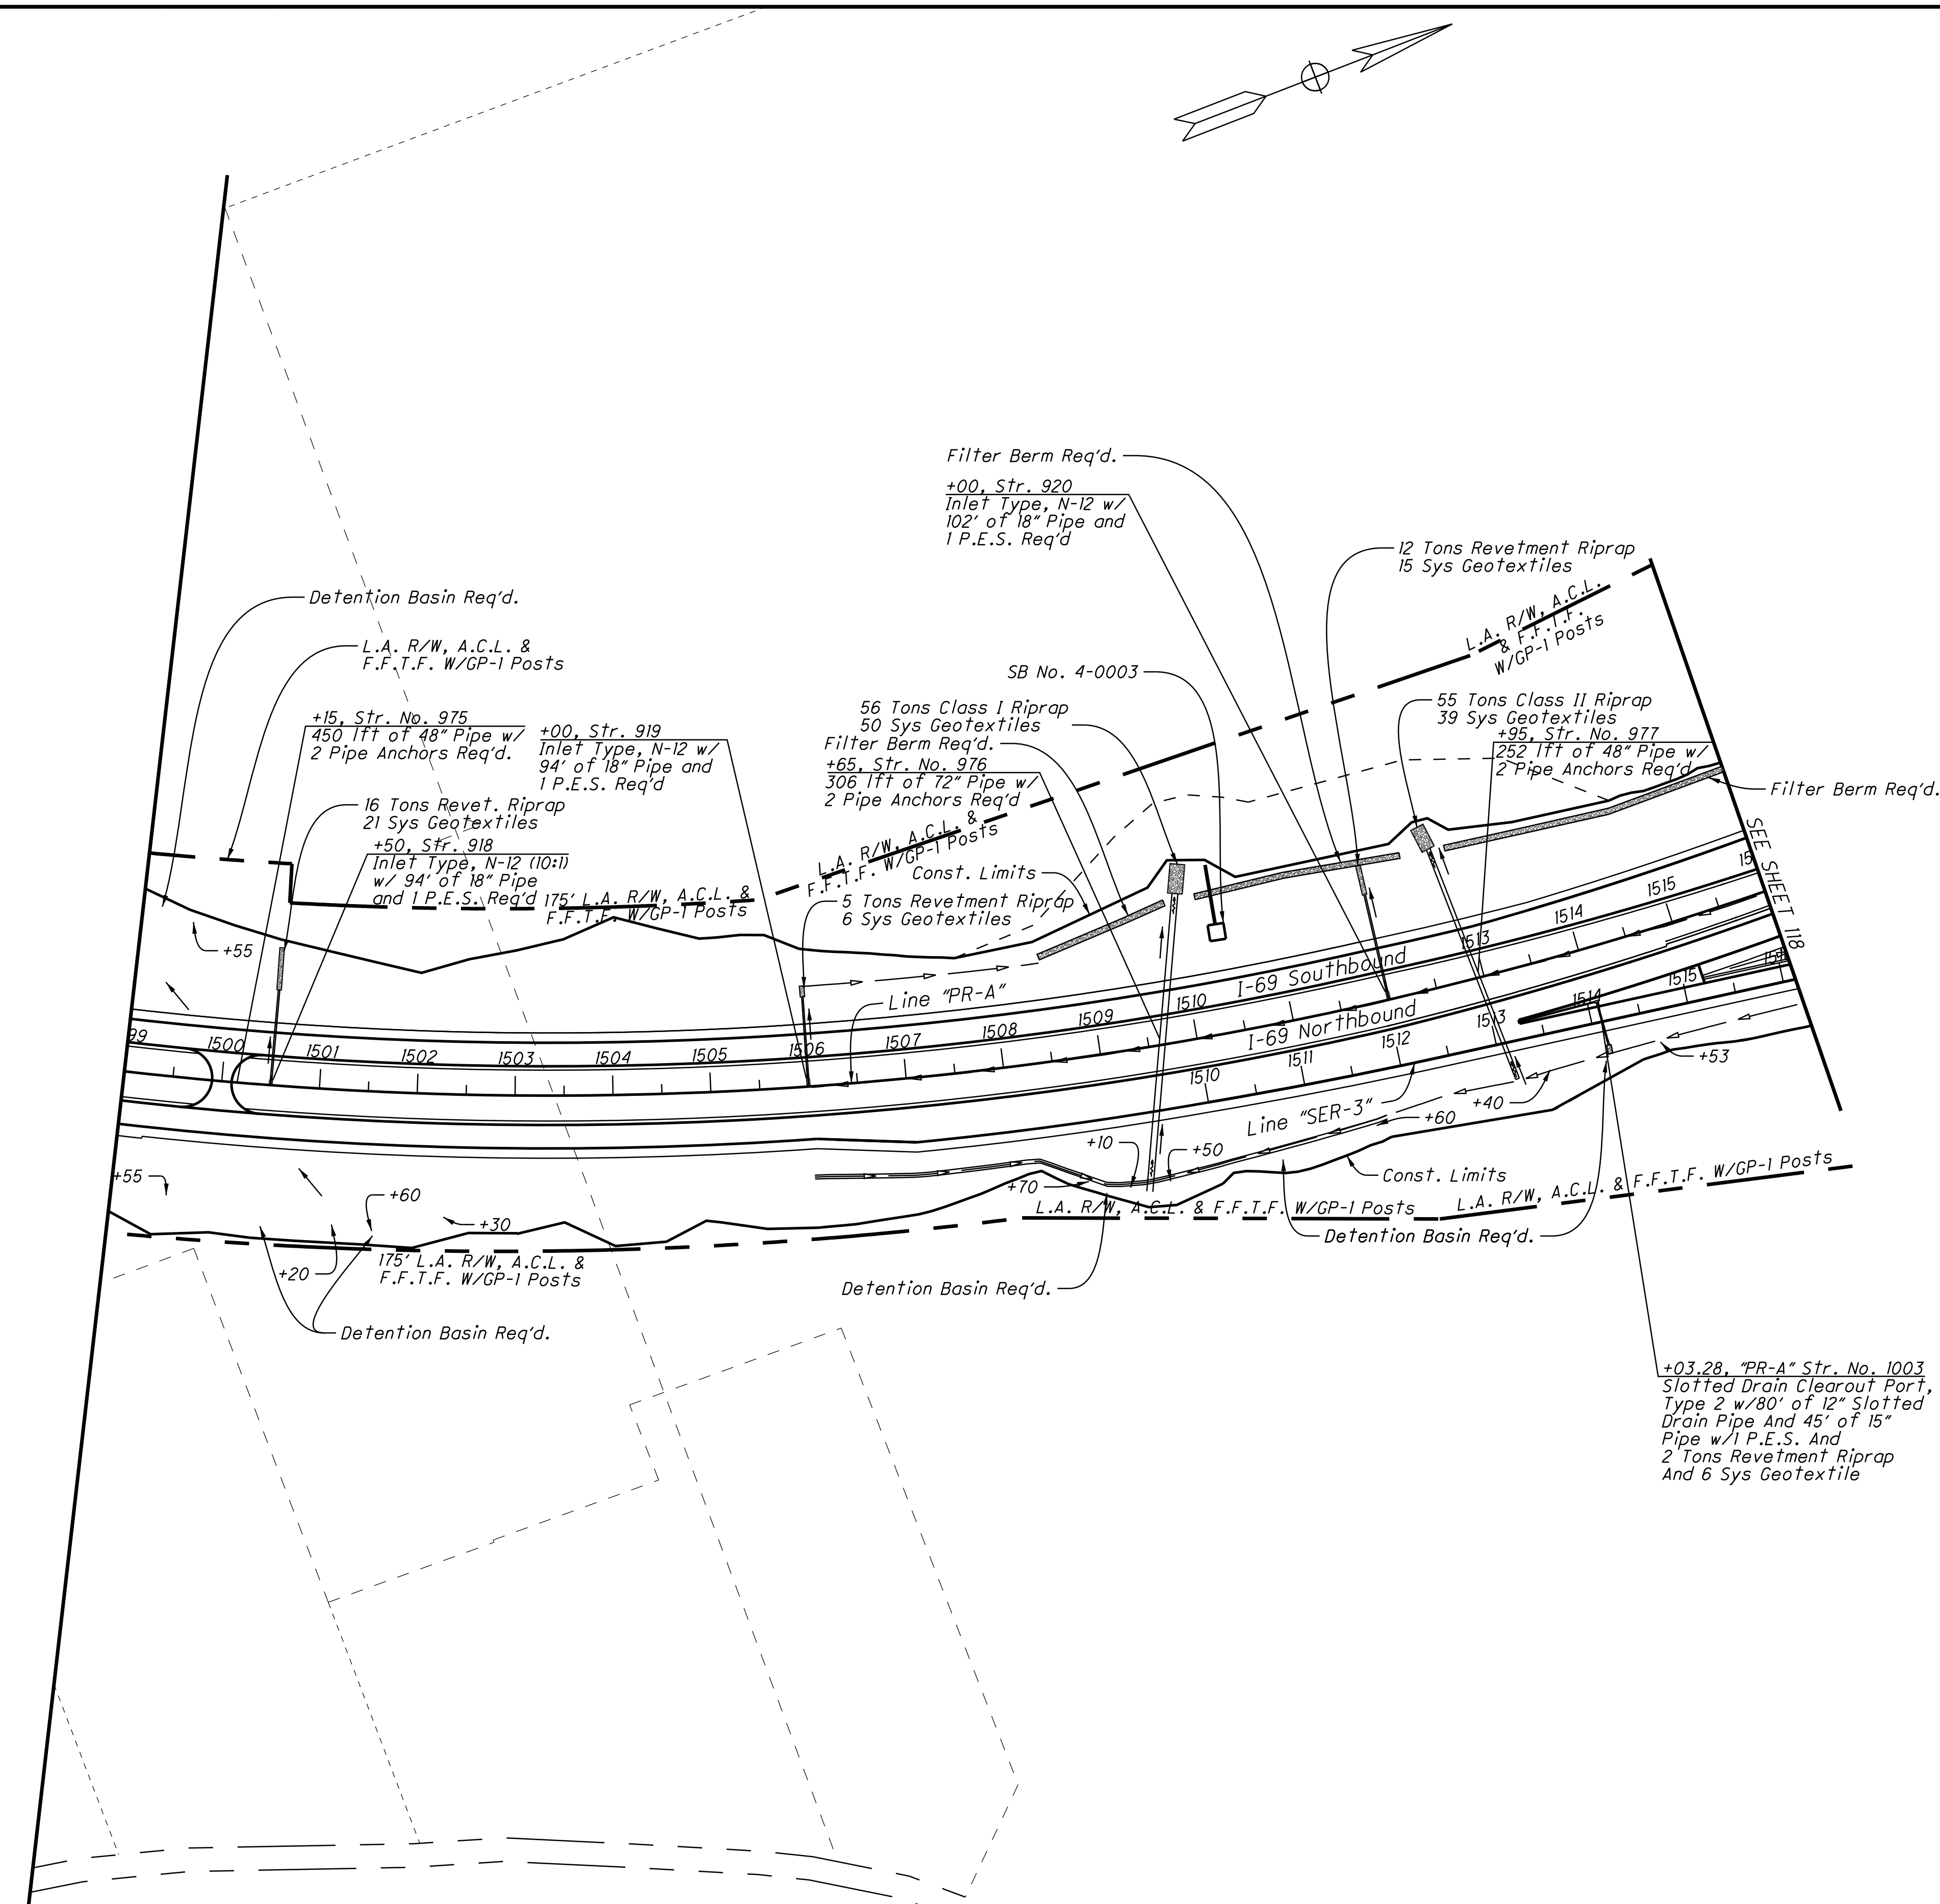 Filter Berm Req'd.
+00, Str. 920
Inlet Type, N-12 w/
102' of 18" Pipe and
1 P.E.S. Req'd
12 Tons Revetment Riprap
15 Sys Geotextiles
L.A. R/W, A.C.L.
& F.F.T.F.
W/GP-1 Posts
Detention Basin Req'd.
L.A. R/W, A.C.L. &
F.F.T.F. W/GP-1 Posts
SB No. 4-0003
56 Tons Class I Riprap
50 Sys Geotextiles
Filter Berm Req'd.
+65, Str. No. 976
306 lft of 72" Pipe w/
2 Pipe Anchors Req'd
55 Tons Class II Riprap
39 Sys Geotextiles
+95, Str. No. 977
252 lft of 48" Pipe w/
2 Pipe Anchors Req'd
Filter Berm Req'd.
+15, Str. No. 975
450 lft of 48" Pipe w/
2 Pipe Anchors Req'd.
+00, Str. 919
Inlet Type, N-12 w/
94' of 18" Pipe and
1 P.E.S. Req'd
16 Tons Revet. Riprap
21 Sys Geotextiles
+50, Str. 918
Inlet Type, N-12 (10:1)
w/ 94' of 18" Pipe
and 1 P.E.S. Req'd
175' L.A. R/W, A.C.L. &
F.F.T.F. W/GP-1 Posts
L.A. R/W, A.C.L. &
F.F.T.F. W/GP-1 Posts
Const. Limits
5 Tons Revetment Riprap
6 Sys Geotextiles
SEE SHEET 118
+55
Line "PR-A"
I-69 Southbound
I-69 Northbound
99
1500
1501
1502
1503
1504
1505
1506
1507
1508
1509
1510
1513
1514
1515
15
1510
1511
1512
1513
1514
1515
Line "SER-3"
+53
+40
+60
+10
+50
+70
Const. Limits
L.A. R/W, A.C.L. & F.F.T.F. W/GP-1 Posts
L.A. R/W, A.C.L. & F.F.T.F. W/GP-1 Posts
Detention Basin Req'd.
+55
+60
+30
+20
175' L.A. R/W, A.C.L. &
F.F.T.F. W/GP-1 Posts
Detention Basin Req'd.
Detention Basin Req'd.
+03.28, "PR-A" Str. No. 1003
Slotted Drain Clearout Port,
Type 2 w/80' of 12" Slotted
Drain Pipe And 45' of 15"
Pipe w/1 P.E.S. And
2 Tons Revetment Riprap
And 6 Sys Geotextile